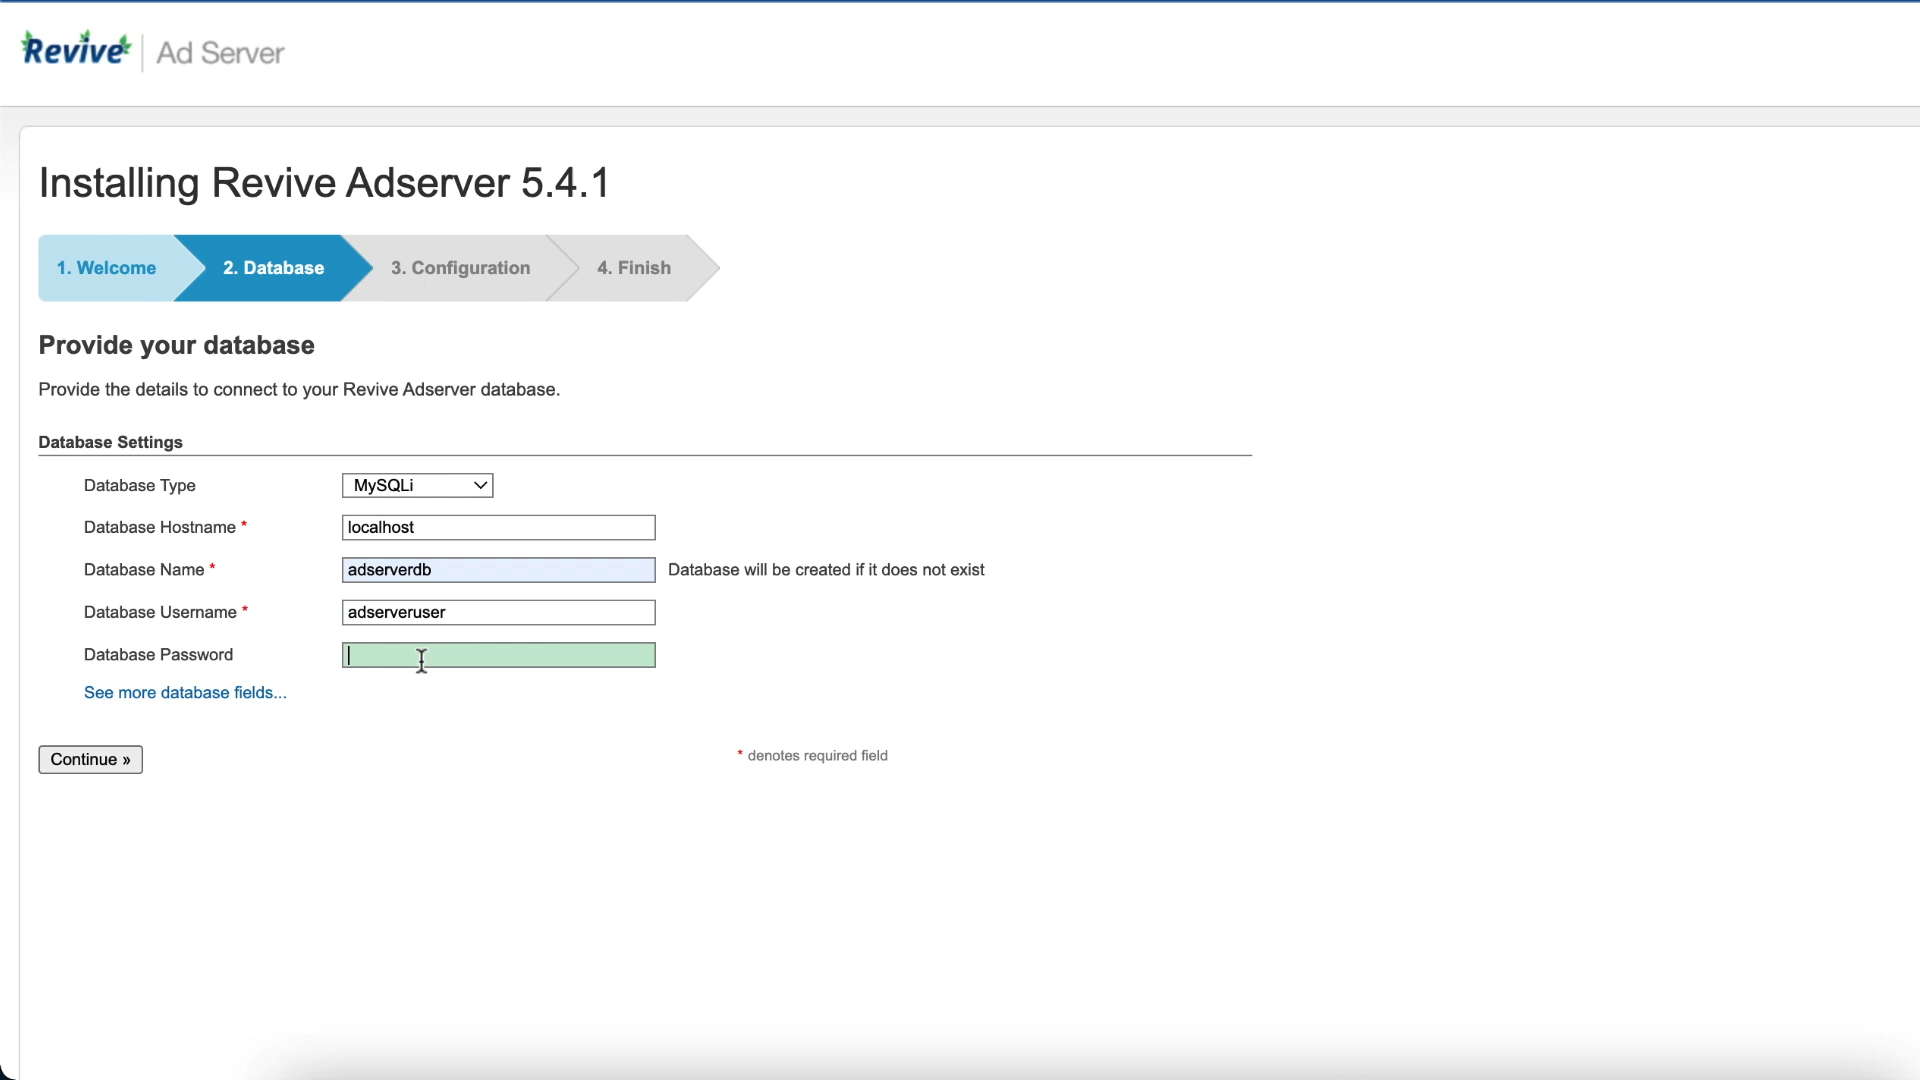 Revive Ad Server
Installing Revive Adserver 5.4.1
1. Welcome 2. Database 3. Configuration 4. Finish
Provide your database
Provide the details to connect to your Revive Adserver database.
Database Settings
Database Type MySQLi
Database Hostname * localhost
Database Name * adserverdb Database will be created if it does not exist
Database Username * adserveruser
Database Password
See more database fields...
Continue » * denotes required field